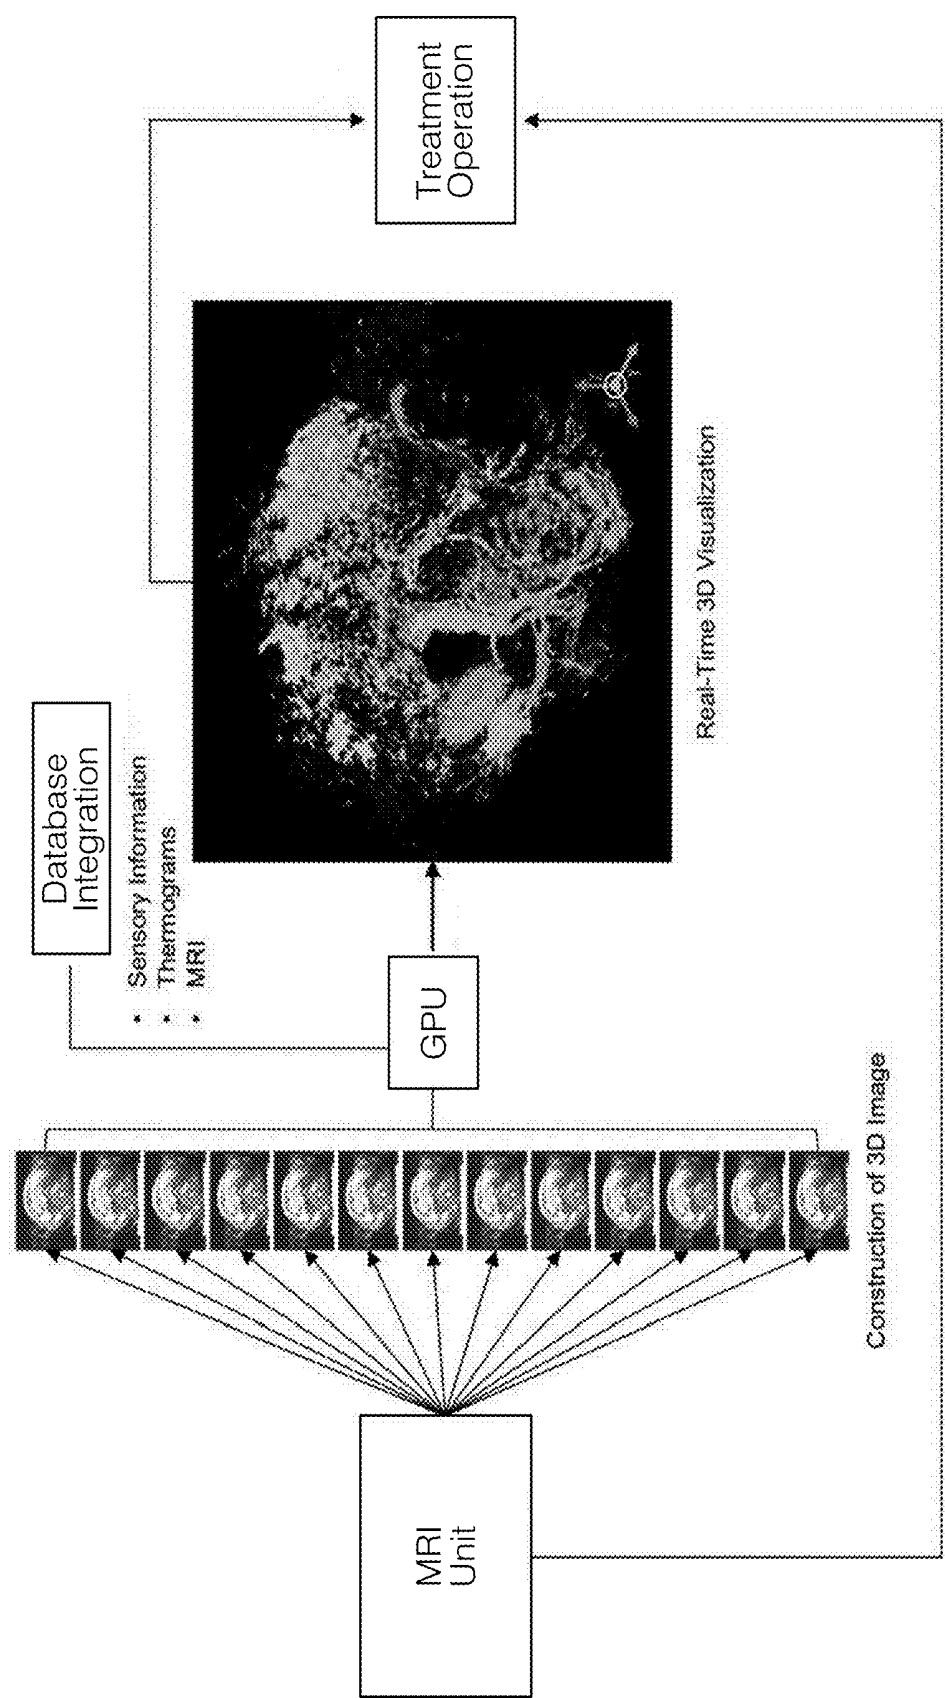 MRI
Unit
Construction of 3D Image
GPU
Database
Integration
* Sensory Information
* Thermograms
* MRI
Real-Time 3D Visualization
Treatment
Operation